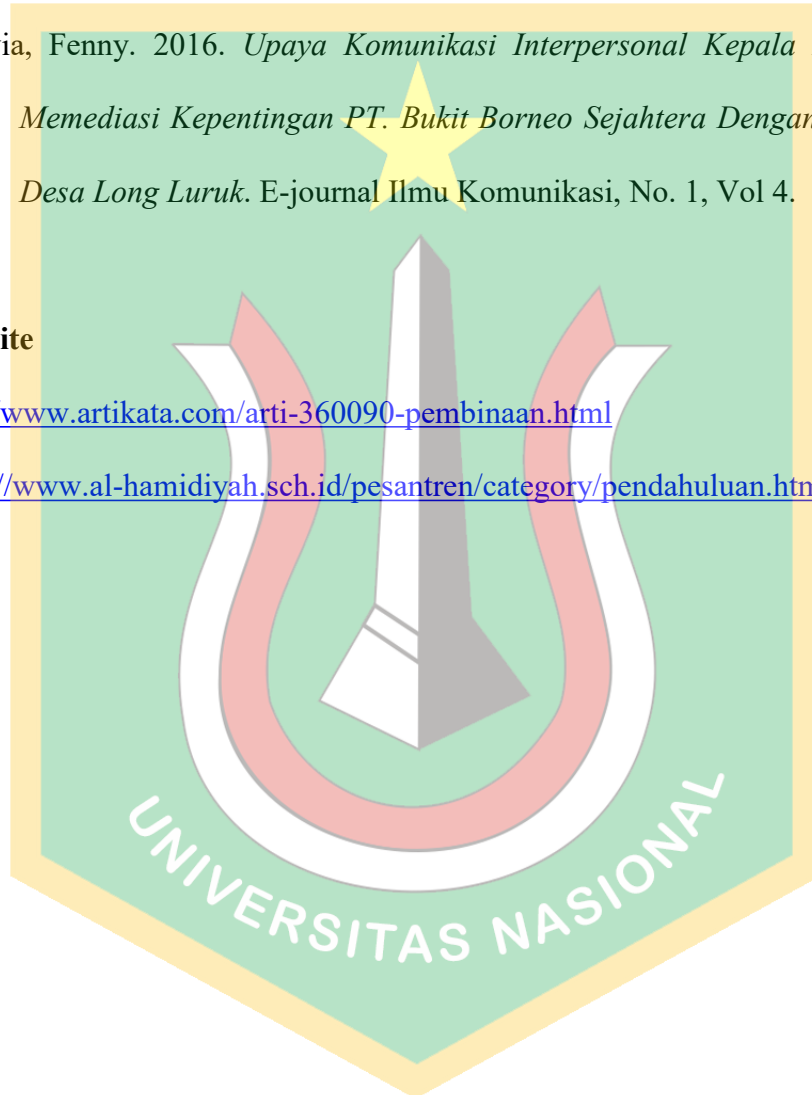 ia, Fenny. 2016. Upaya Komunikasi Interpersonal Kepala
Memediasi Kepentingan PT. Bukit Borneo Sejahtera Dengan
Desa Long Luruk. E-journal Ilmu Komunikasi, No. 1, Vol 4.
ite
/www.artikata.com/arti-360090-pembinaan.html
//www.al-hamidiyah.sch.id/pesantren/category/pendahuluan.htm
UNIVERSITAS NASIONAL